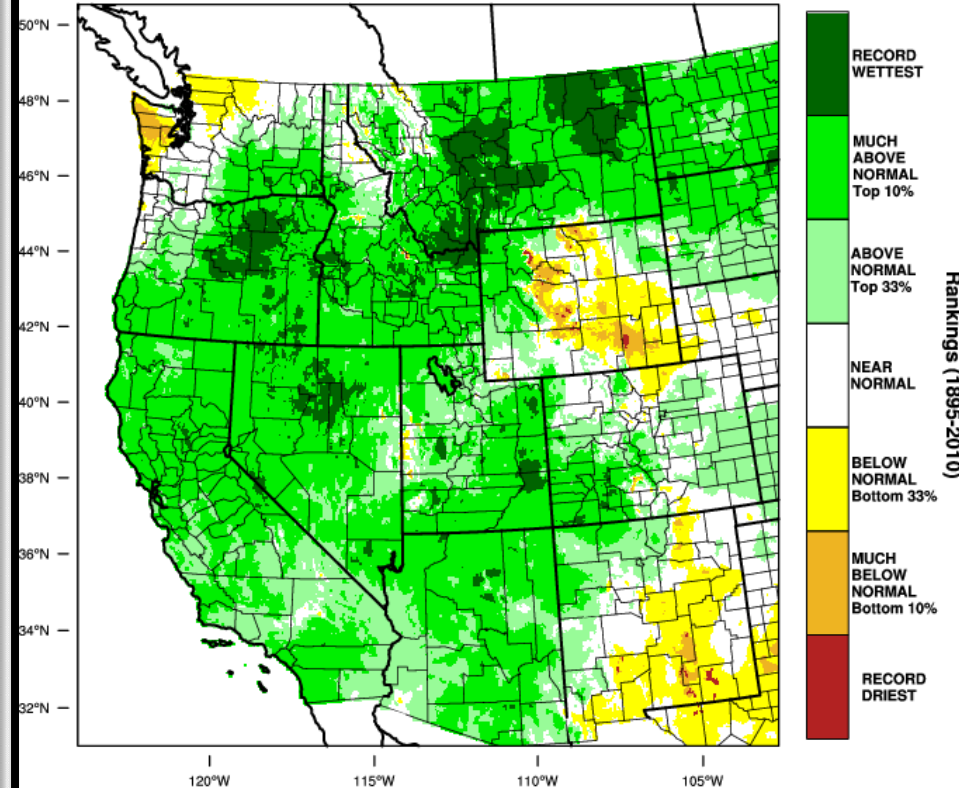 50°N
48°N
46°N
44°N
42°N
40°N
38°N
36°N
34°N
32°N
120°W
115°W
110°W
105°W
RECORD
WETTEST
MUCH
ABOVE
NORMAL
Top 10%
ABOVE
NORMAL
Top 33%
NEAR
NORMAL
BELOW
NORMAL
Bottom 33%
MUCH
BELOW
NORMAL
Bottom 10%
RECORD
DRIEST
Rankings (1895-2010)